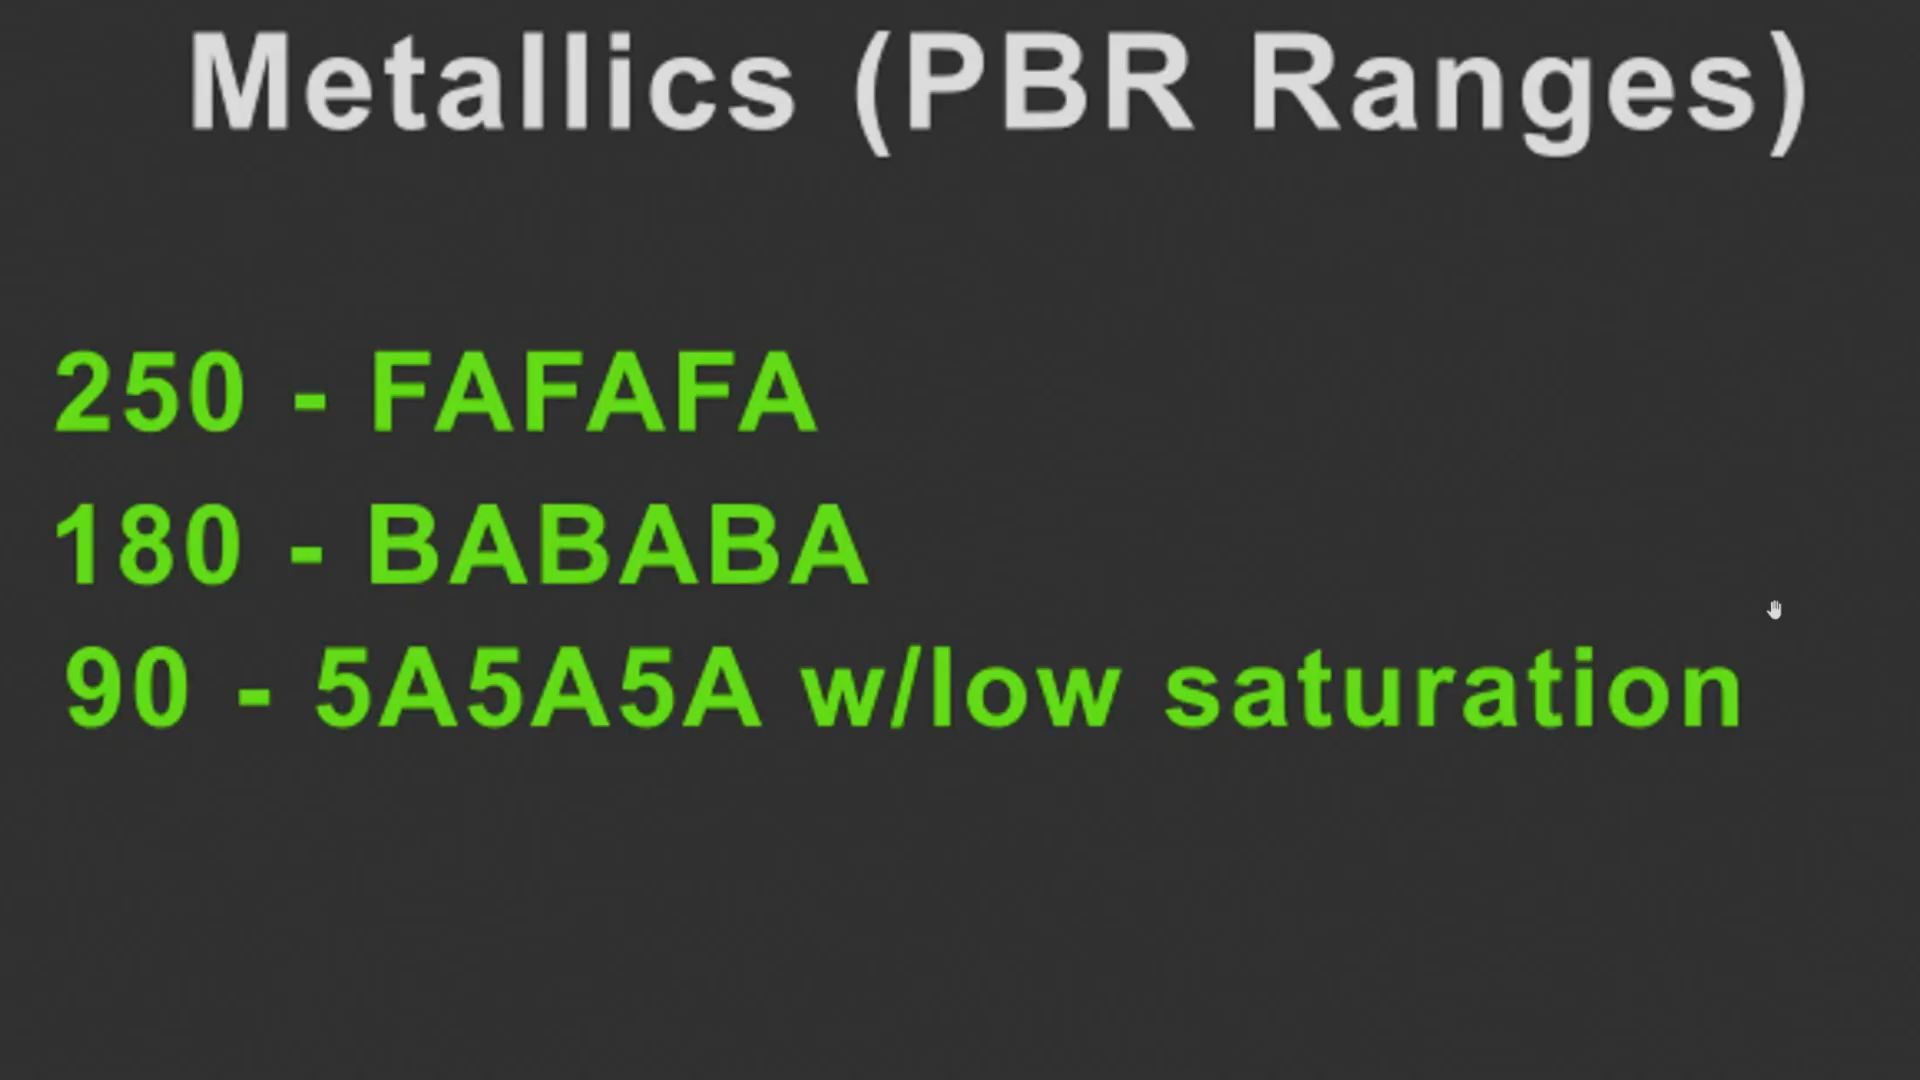 Metallics (PBR Ranges)
250 - FAFAFA
180 - BABABA
90 - 5A5A5A w/low saturation